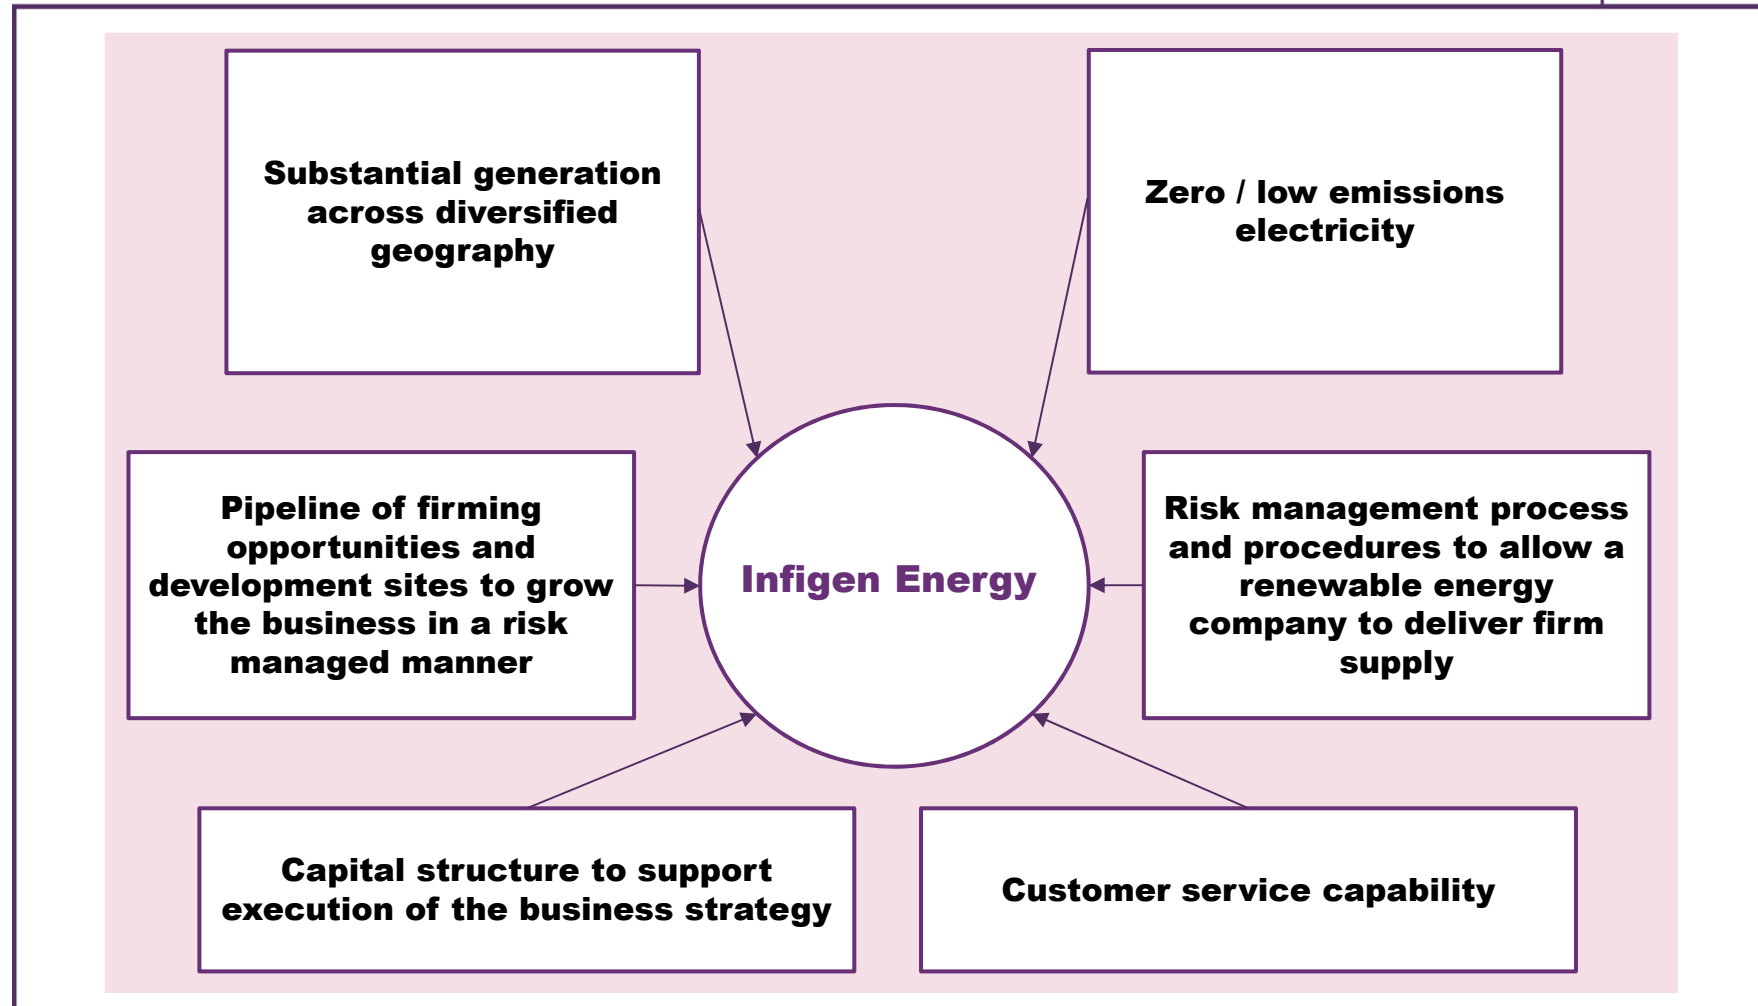 Substantial generation
across diversified
geography
Zero / low emissions
electricity
Pipeline of firming
opportunities and
development sites to grow
the business in a risk
managed manner
Infigen Energy
Risk management process
and procedures to allow a
renewable energy
company to deliver firm
supply
Capital structure to support
execution of the business strategy
Customer service capability